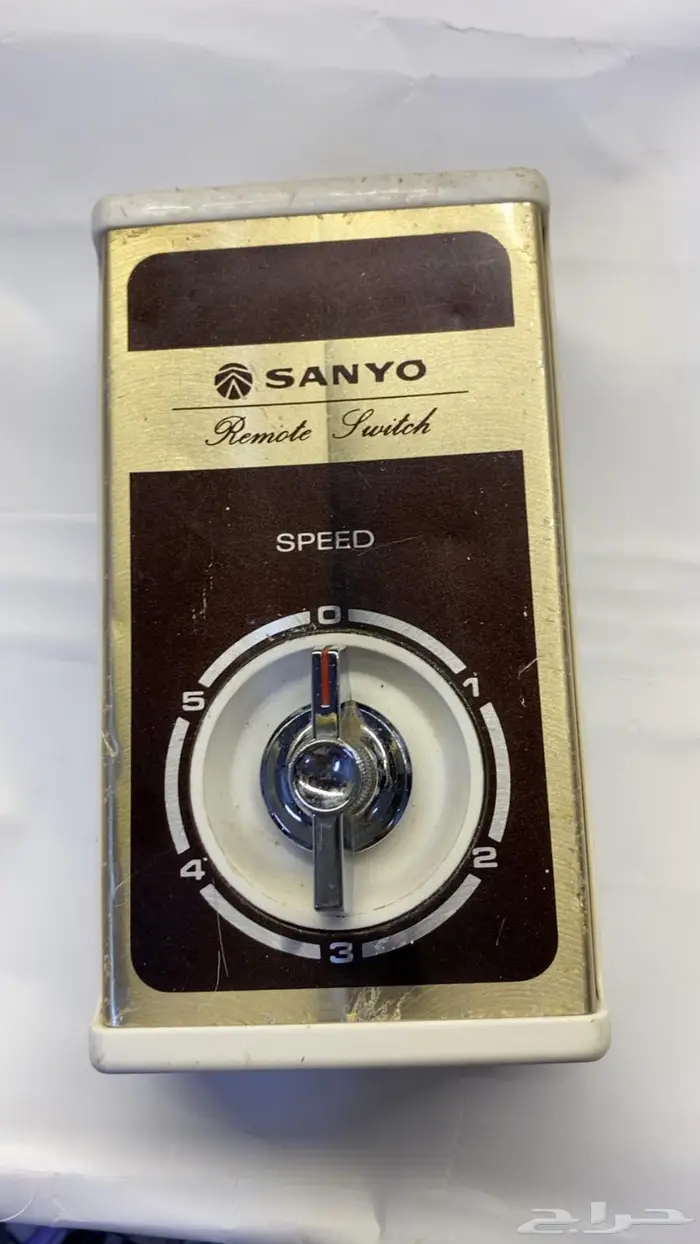 SANYO
Remote Switch
SPEED
0
5 1
4 2
3
حراج